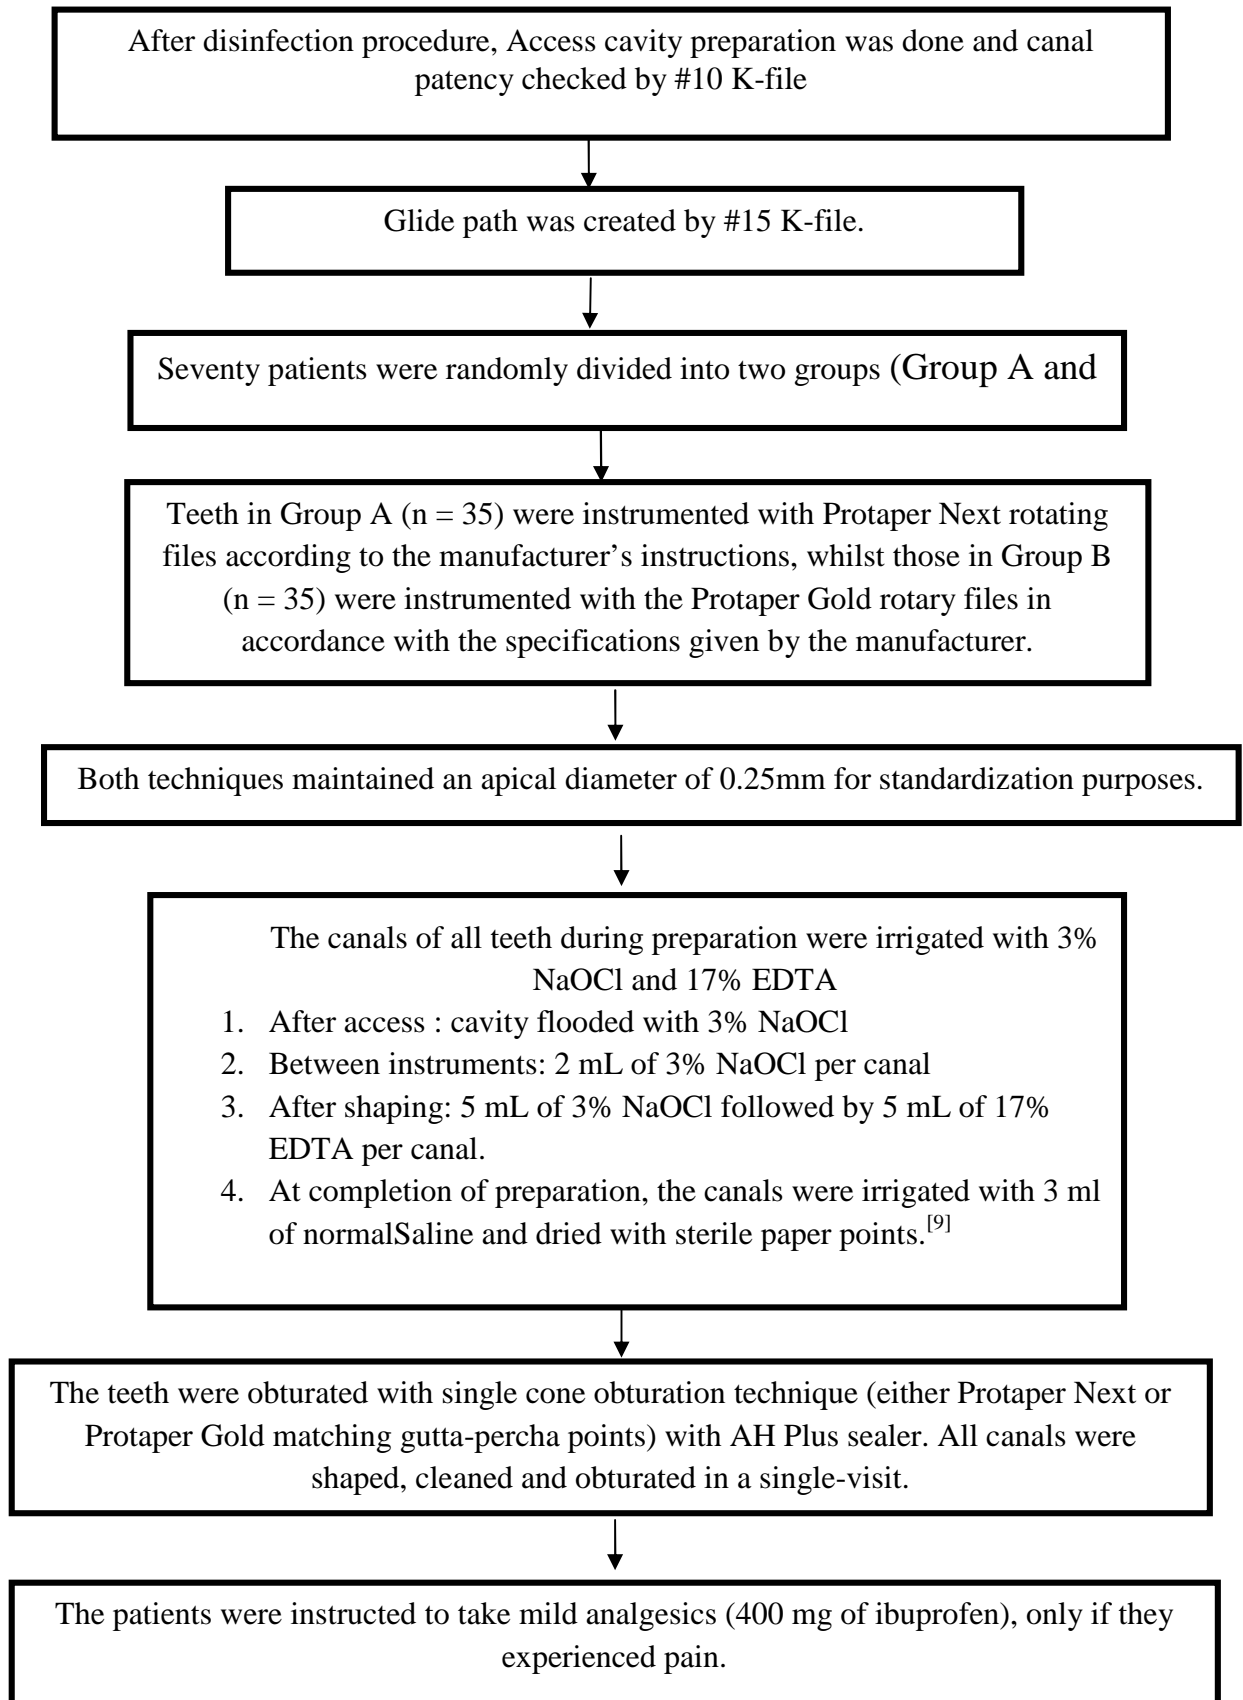 After disinfection procedure, Access cavity preparation was done and canal
patency checked by #10 K-file
Glide path was created by #15 K-file.
Seventy patients were randomly divided into two groups (Group A and
Teeth in Group A (n = 35) were instrumented with Protaper Next rotating
files according to the manufacturer’s instructions, whilst those in Group B
(n = 35) were instrumented with the Protaper Gold rotary files in
accordance with the specifications given by the manufacturer.
Both techniques maintained an apical diameter of 0.25mm for standardization purposes.
The canals of all teeth during preparation were irrigated with 3%
NaOCl and 17% EDTA
1. After access : cavity flooded with 3% NaOCl
2. Between instruments: 2 mL of 3% NaOCl per canal
3. After shaping: 5 mL of 3% NaOCl followed by 5 mL of 17%
EDTA per canal.
4. At completion of preparation, the canals were irrigated with 3 ml
of normalSaline and dried with sterile paper points.[9]
The teeth were obturated with single cone obturation technique (either Protaper Next or
Protaper Gold matching gutta-percha points) with AH Plus sealer. All canals were
shaped, cleaned and obturated in a single-visit.
The patients were instructed to take mild analgesics (400 mg of ibuprofen), only if they
experienced pain.